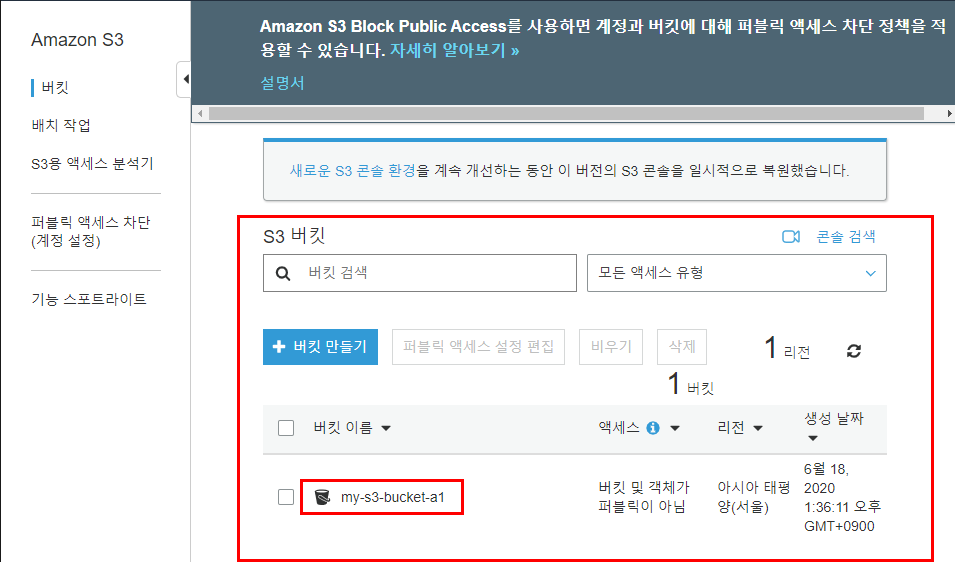 Amazon S3
버킷
배치 작업
S3용 액세스 분석기
퍼블릭 액세스 차단
(계정 설정)
기능 스포트라이트
Amazon S3 Block Public Access를 사용하면 계정과 버킷에 대해 퍼블릭 액세스 차단 정책을 적
용할 수 있습니다. 자세히 알아보기 »
설명서
새로운 S3 콘솔 환경을 계속 개선하는 동안 이 버전의 S3 콘솔을 일시적으로 복원했습니다.
S3 버킷
콘솔 검색
버킷 검색
모든 액세스 유형
+ 버킷 만들기
퍼블릭 액세스 설정 편집
비우기
삭제
1 리전
1 버킷
버킷 이름
액세스
리전
생성 날짜
my-s3-bucket-a1
버킷 및 객체가
퍼블릭이 아님
아시아 태평
양(서울)
6월 18,
2020
1:36:11 오후
GMT+0900